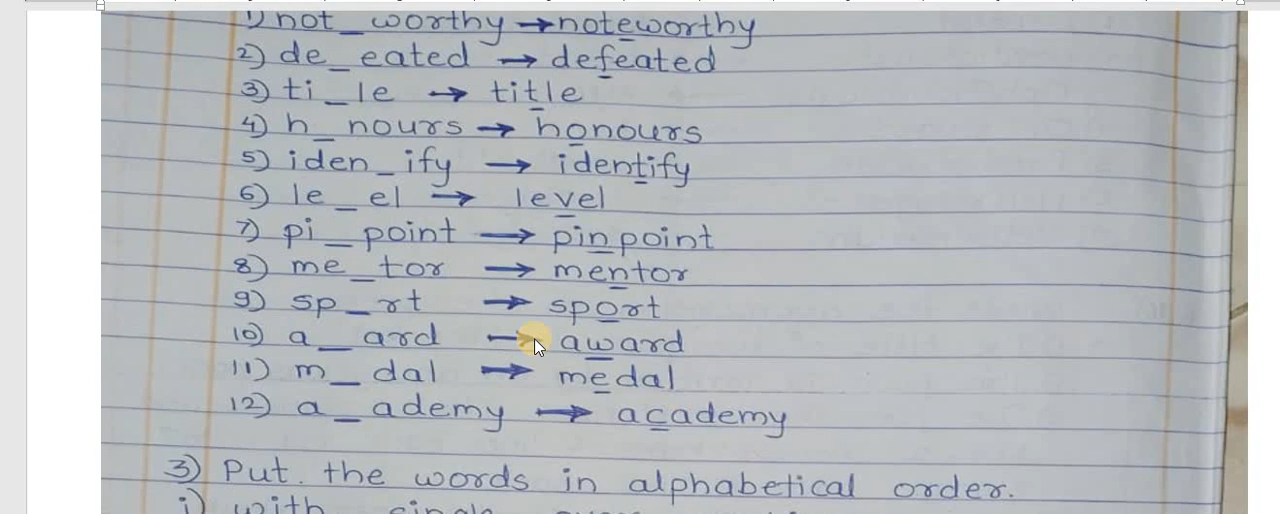 1) not_worthy → noteworthy
2) de_eated → defeated
3) ti_le → title
4) h_nours → honours
5) iden_ify → identify
6) le_el → level
7) pi_point → pinpoint
8) me_tor → mentor
9) sp_rt → sport
10) a_ard → award
11) m_dal → medal
12) a_ademy → academy
3) Put the words in alphabetical order.
i) with